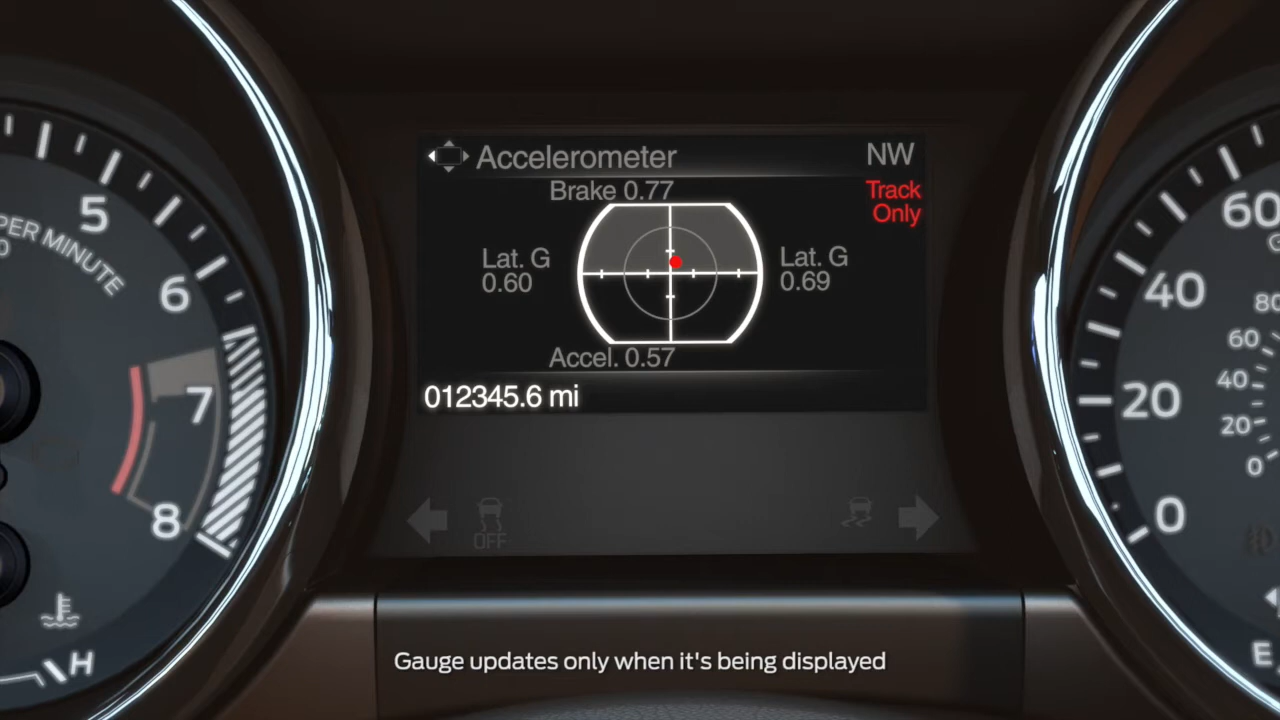 Accelerometer
NW
Brake 0.77
Track
Only
Lat. G
0.60
Lat. G
0.69
Accel. 0.57
012345.6 mi
OFF
5
PER MINUTE
6
7
8
H
60
40
20
0
80
60
40
20
0
E
Gauge updates only when it's being displayed